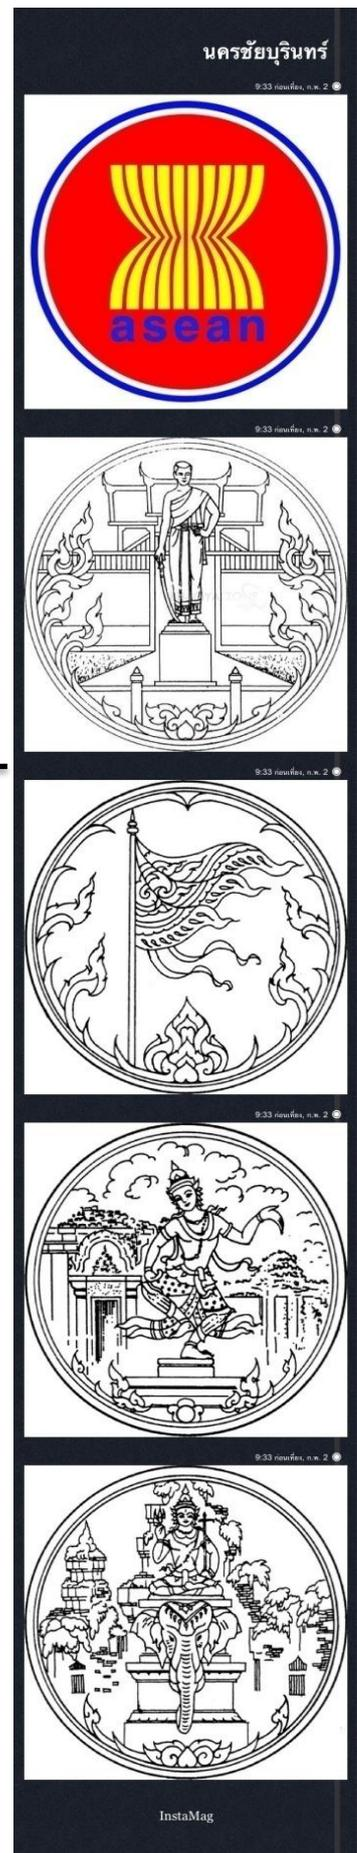 นครชัยบุรินทร์
9:33 ก่อนเที่ยง, ก.พ. 2
asean
9:33 ก่อนเที่ยง, ก.พ. 2
9:33 ก่อนเที่ยง, ก.พ. 2
9:33 ก่อนเที่ยง, ก.พ. 2
9:33 ก่อนเที่ยง, ก.พ. 2
InstaMag